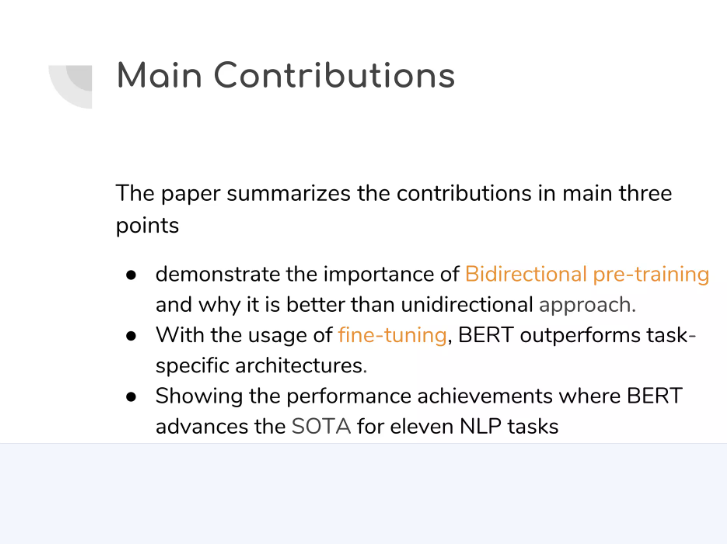 Main Contributions
The paper summarizes the contributions in main three
points
● demonstrate the importance of Bidirectional pre-training
and why it is better than unidirectional approach.
● With the usage of fine-tuning, BERT outperforms task-
specific architectures.
● Showing the performance achievements where BERT
advances the SOTA for eleven NLP tasks